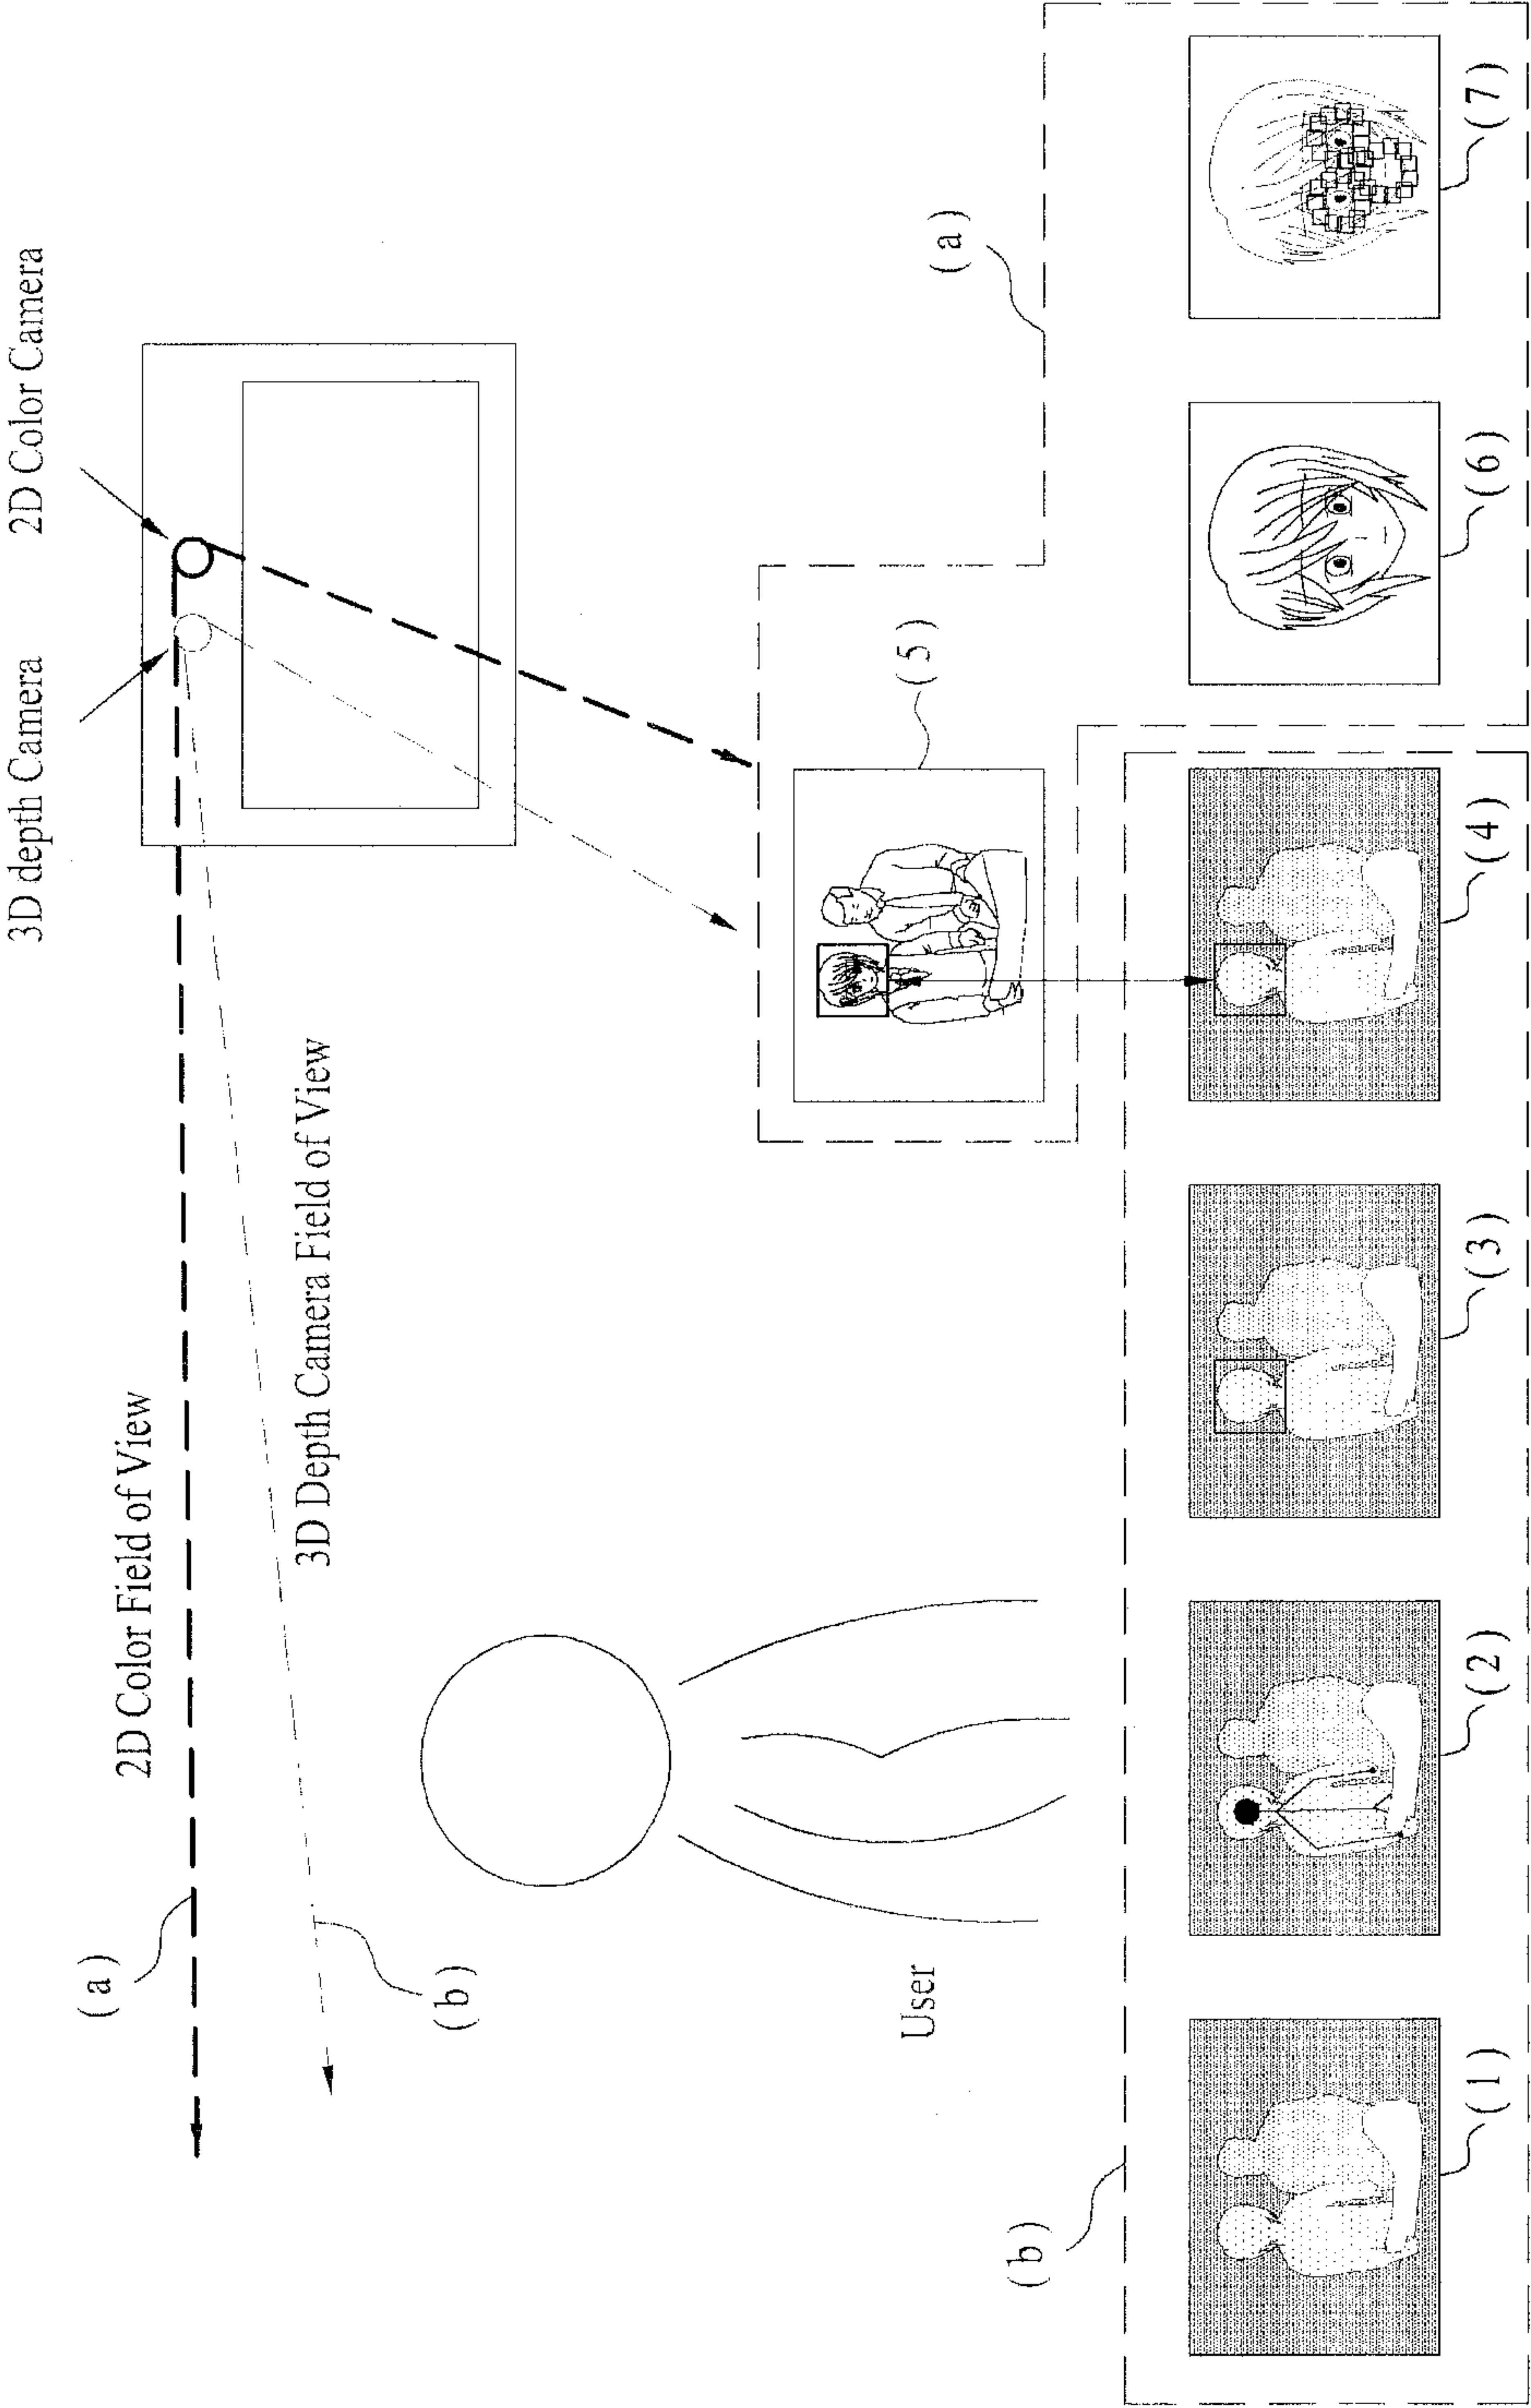 3D depth Camera
2D Color Camera
2D Color Field of View
(a)
3D Depth Camera Field of View
(b)
User
(5)
(a)
(b)
(1)
(2)
(3)
(4)
(6)
(7)